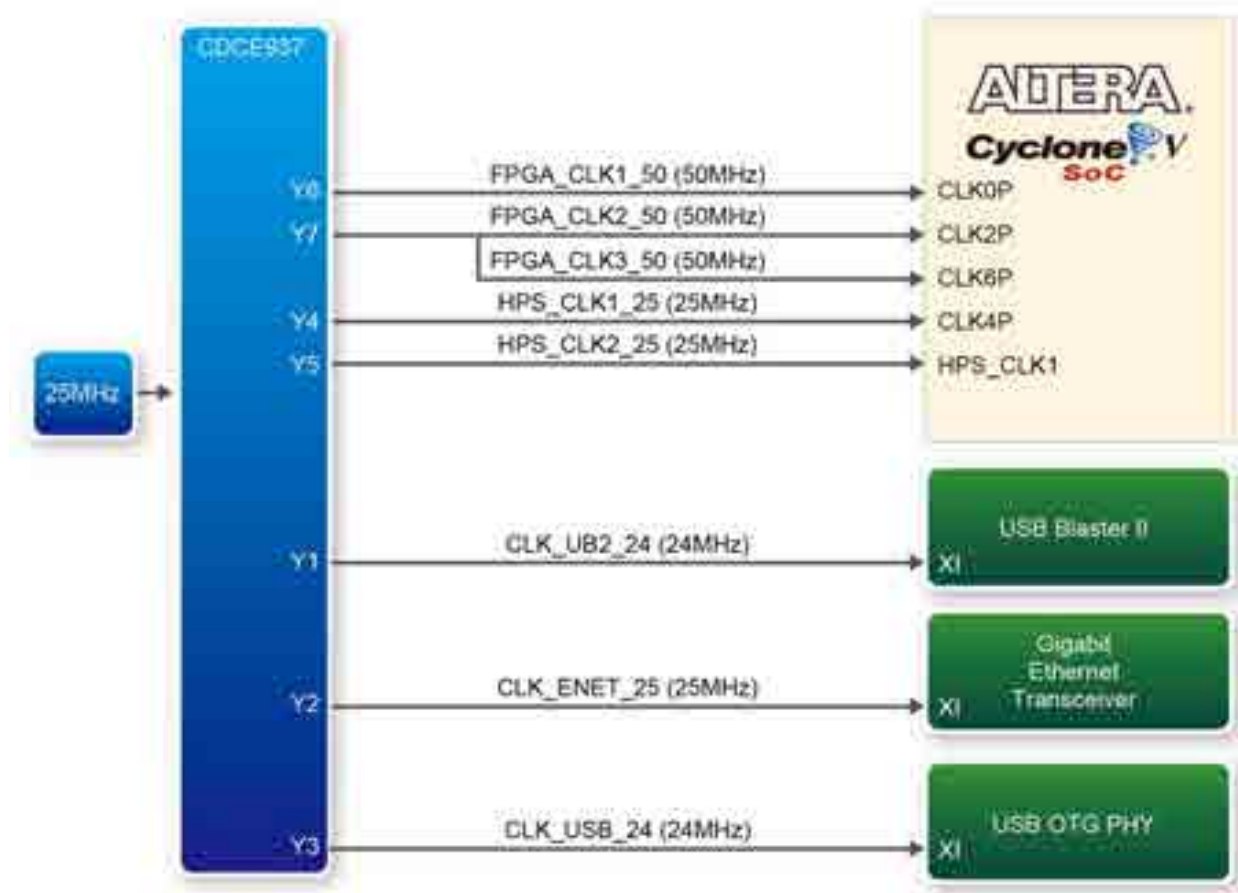 CDCE937
ALTERA.
Cyclone V
SoC
Y6
FPGA_CLK1_50 (50MHz)
CLK0P
Y7
FPGA_CLK2_50 (50MHz)
CLK2P
FPGA_CLK3_50 (50MHz)
CLK6P
Y4
HPS_CLK1_25 (25MHz)
CLK4P
Y5
HPS_CLK2_25 (25MHz)
HPS_CLK1
25MHz
USB Blaster II
Y1
CLK_UB2_24 (24MHz)
XI
Gigabit
Ethernet
Transceiver
Y2
CLK_ENET_25 (25MHz)
XI
USB OTG PHY
Y3
CLK_USB_24 (24MHz)
XI